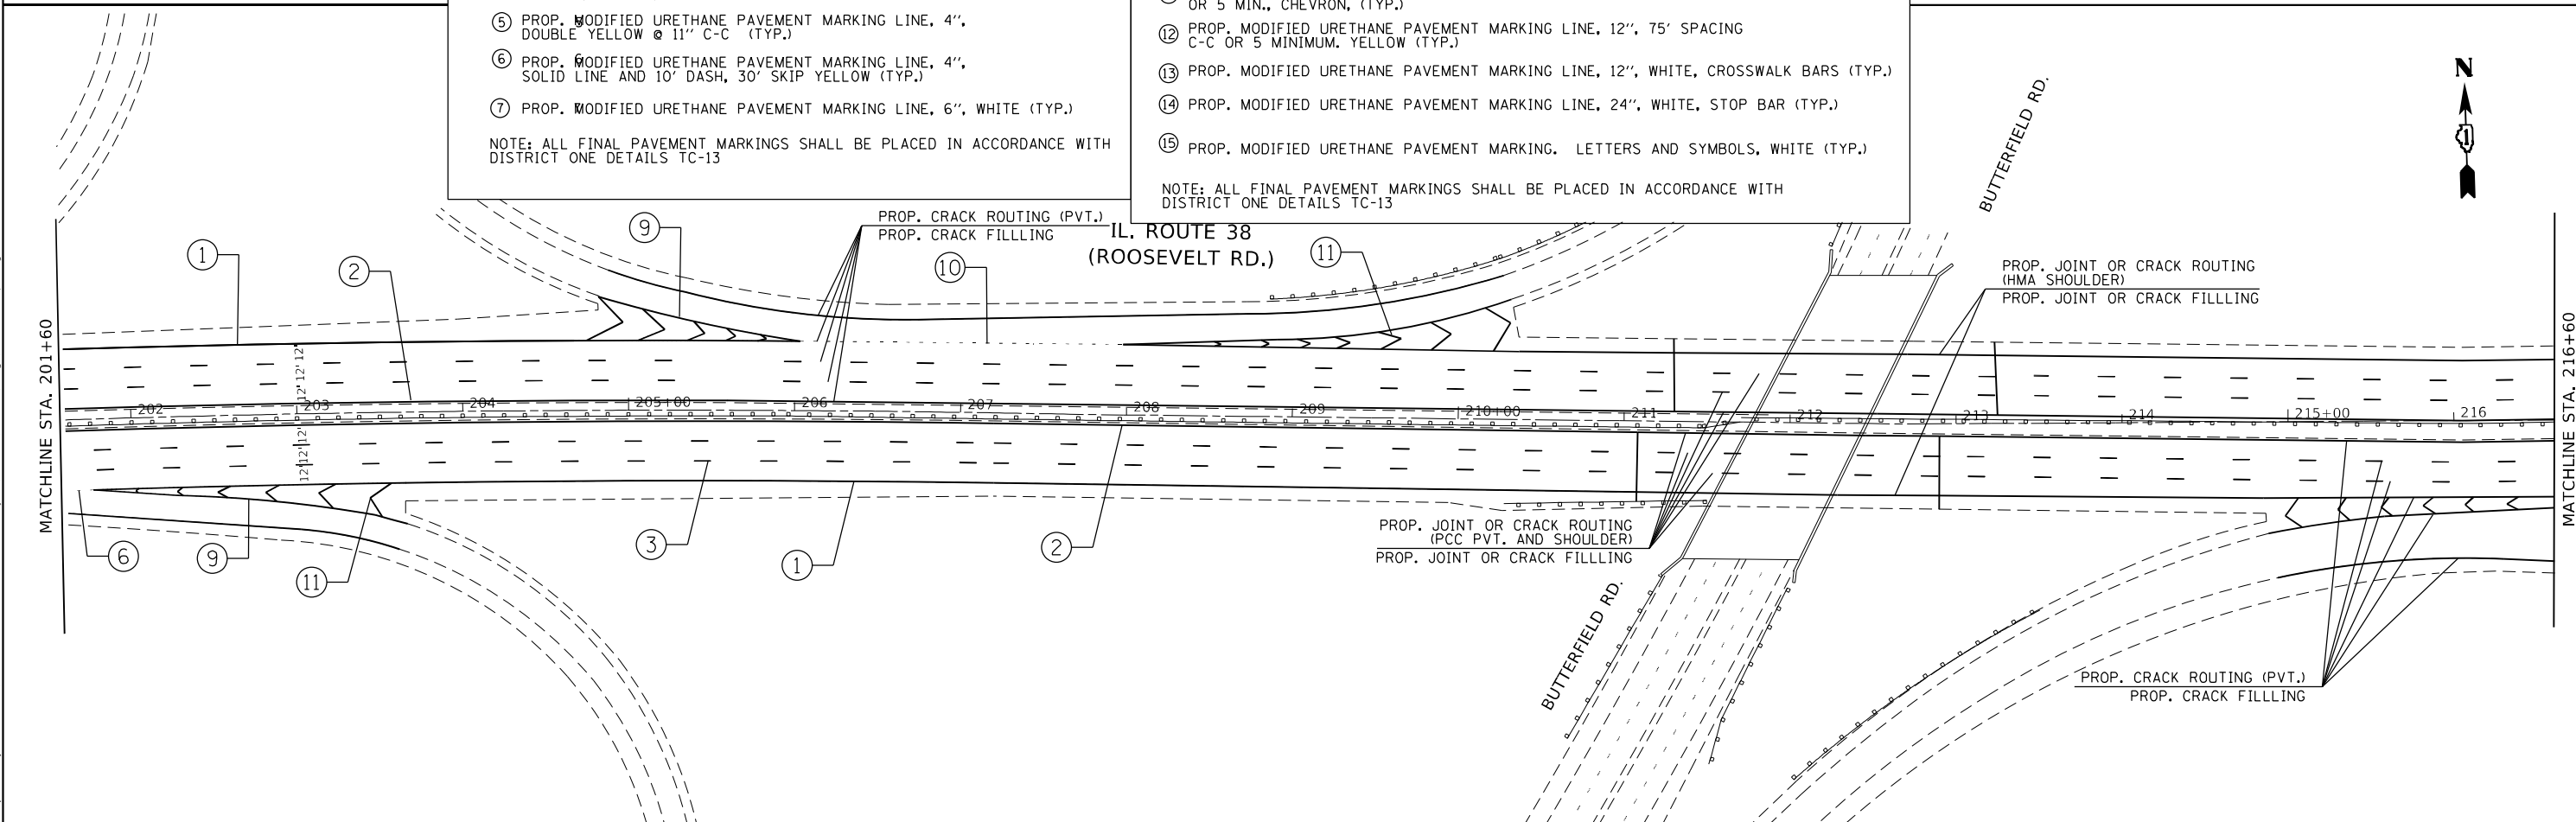 ⑤ PROP. MODIFIED URETHANE PAVEMENT MARKING LINE, 4",
DOUBLE YELLOW @ 11" C-C (TYP.)
⑥ PROP. MODIFIED URETHANE PAVEMENT MARKING LINE, 4",
SOLID LINE AND 10' DASH, 30' SKIP YELLOW (TYP.)
⑦ PROP. MODIFIED URETHANE PAVEMENT MARKING LINE, 6", WHITE (TYP.)
NOTE: ALL FINAL PAVEMENT MARKINGS SHALL BE PLACED IN ACCORDANCE WITH
DISTRICT ONE DETAILS TC-13
OR 5 MIN., CHEVRON, (TYP.)
⑫ PROP. MODIFIED URETHANE PAVEMENT MARKING LINE, 12", 75' SPACING
C-C OR 5 MINIMUM. YELLOW (TYP.)
⑬ PROP. MODIFIED URETHANE PAVEMENT MARKING LINE, 12", WHITE, CROSSWALK BARS (TYP.)
⑭ PROP. MODIFIED URETHANE PAVEMENT MARKING LINE, 24", WHITE, STOP BAR (TYP.)
⑮ PROP. MODIFIED URETHANE PAVEMENT MARKING. LETTERS AND SYMBOLS, WHITE (TYP.)
NOTE: ALL FINAL PAVEMENT MARKINGS SHALL BE PLACED IN ACCORDANCE WITH
DISTRICT ONE DETAILS TC-13
BUTTERFIELD RD.
N
1
PROP. CRACK ROUTING (PVT.)
PROP. CRACK FILLLING
IL. ROUTE 38
(ROOSEVELT RD.)
1
2
9
10
11
PROP. JOINT OR CRACK ROUTING
(HMA SHOULDER)
PROP. JOINT OR CRACK FILLLING
MATCHLINE STA. 201+60
12' 12' 12'
202 203 204 205+00 206 207 208 209 210+00 211 212 213 214 215+00 216
12' 12' 12'
MATCHLINE STA. 216+60
6
9
11
3
1
2
PROP. JOINT OR CRACK ROUTING
(PCC PVT. AND SHOULDER)
PROP. JOINT OR CRACK FILLLING
BUTTERFIELD RD.
PROP. CRACK ROUTING (PVT.)
PROP. CRACK FILLLING